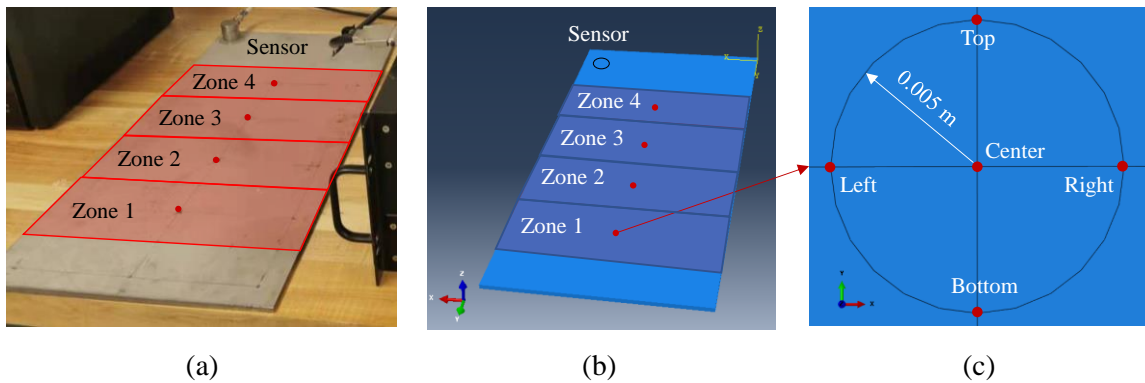 Sensor
Zone 4
Zone 3
Zone 2
Zone 1
(a)
Sensor
Zone 4
Zone 3
Zone 2
Zone 1
Z
X
Y
Z
X
Y
(b)
Top
0.005 m
Center
Left
Right
Bottom
Y
X
(c)